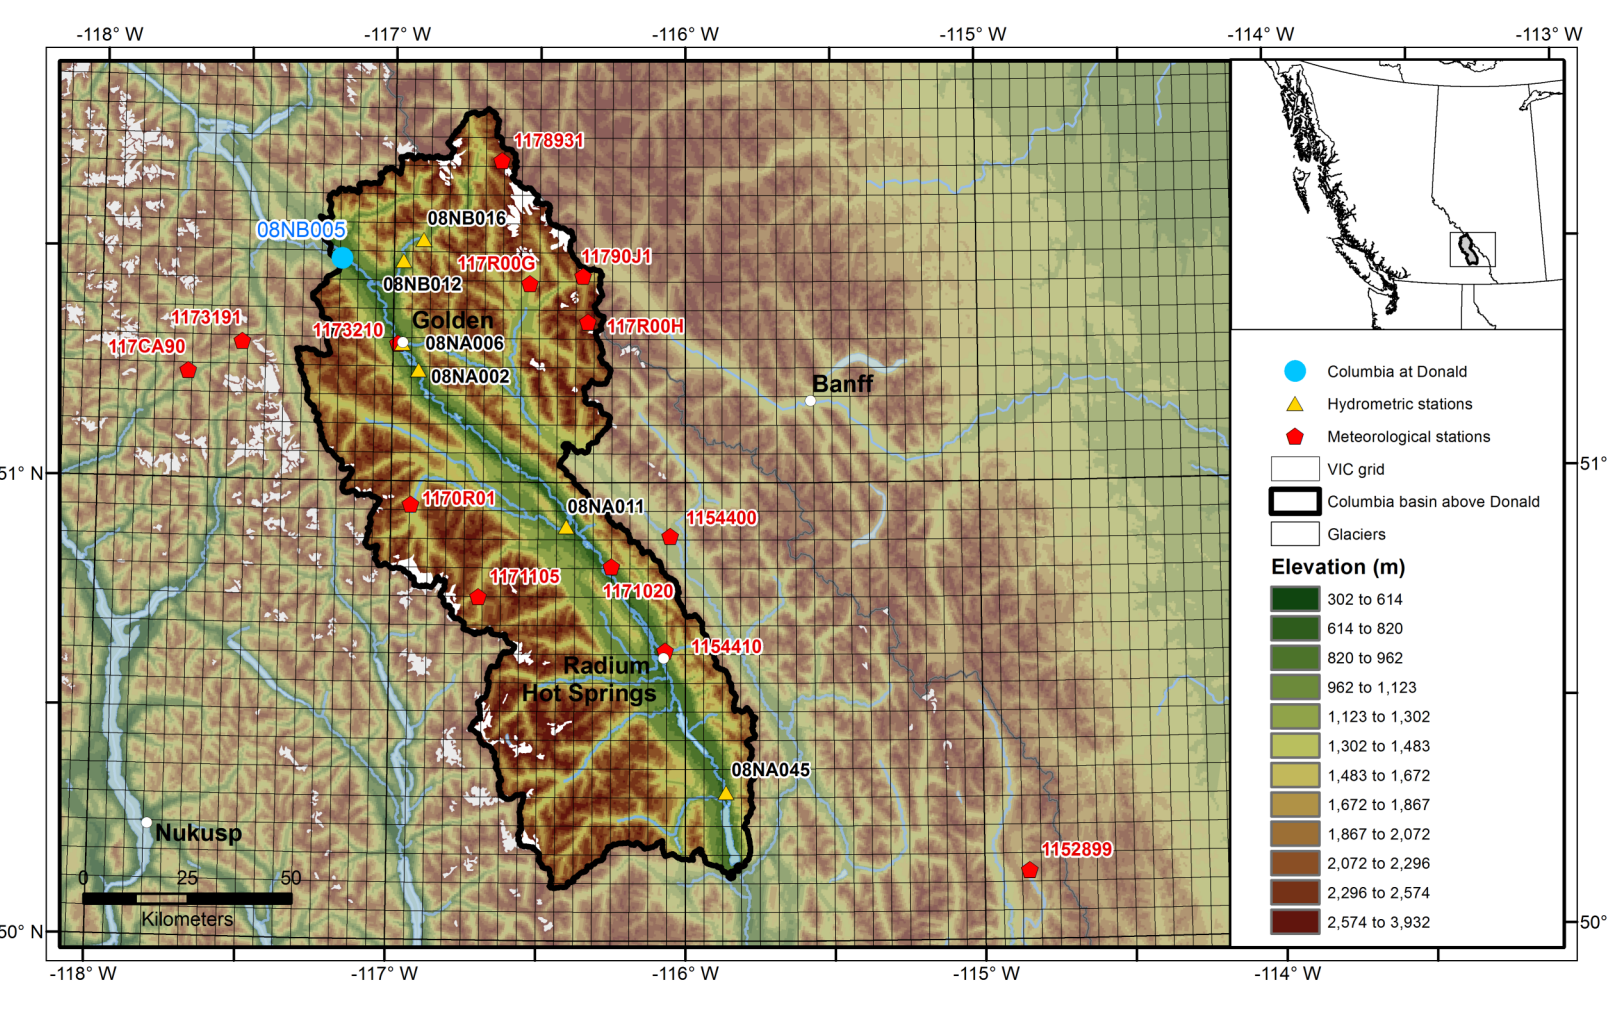 -118° W
-117° W
-116° W
-115° W
-114° W
-113° W
1178931
08NB016
08NB005
117R00G
11790J1
08NB012
1173191
1173210
Golden
117R00H
117CA90
08NA006
08NA002
Banff
51° N
51°
1170R01
08NA011
1154400
1171105
1171020
1154410
Radium
Hot Springs
08NA045
Nukusp
1152899
0 25 50
Kilometers
50° N
50°
-118° W
-117° W
-116° W
-115° W
-114° W
Columbia at Donald
Hydrometric stations
Meteorological stations
VIC grid
Columbia basin above Donald
Glaciers
Elevation (m)
302 to 614
614 to 820
820 to 962
962 to 1,123
1,123 to 1,302
1,302 to 1,483
1,483 to 1,672
1,672 to 1,867
1,867 to 2,072
2,072 to 2,296
2,296 to 2,574
2,574 to 3,932